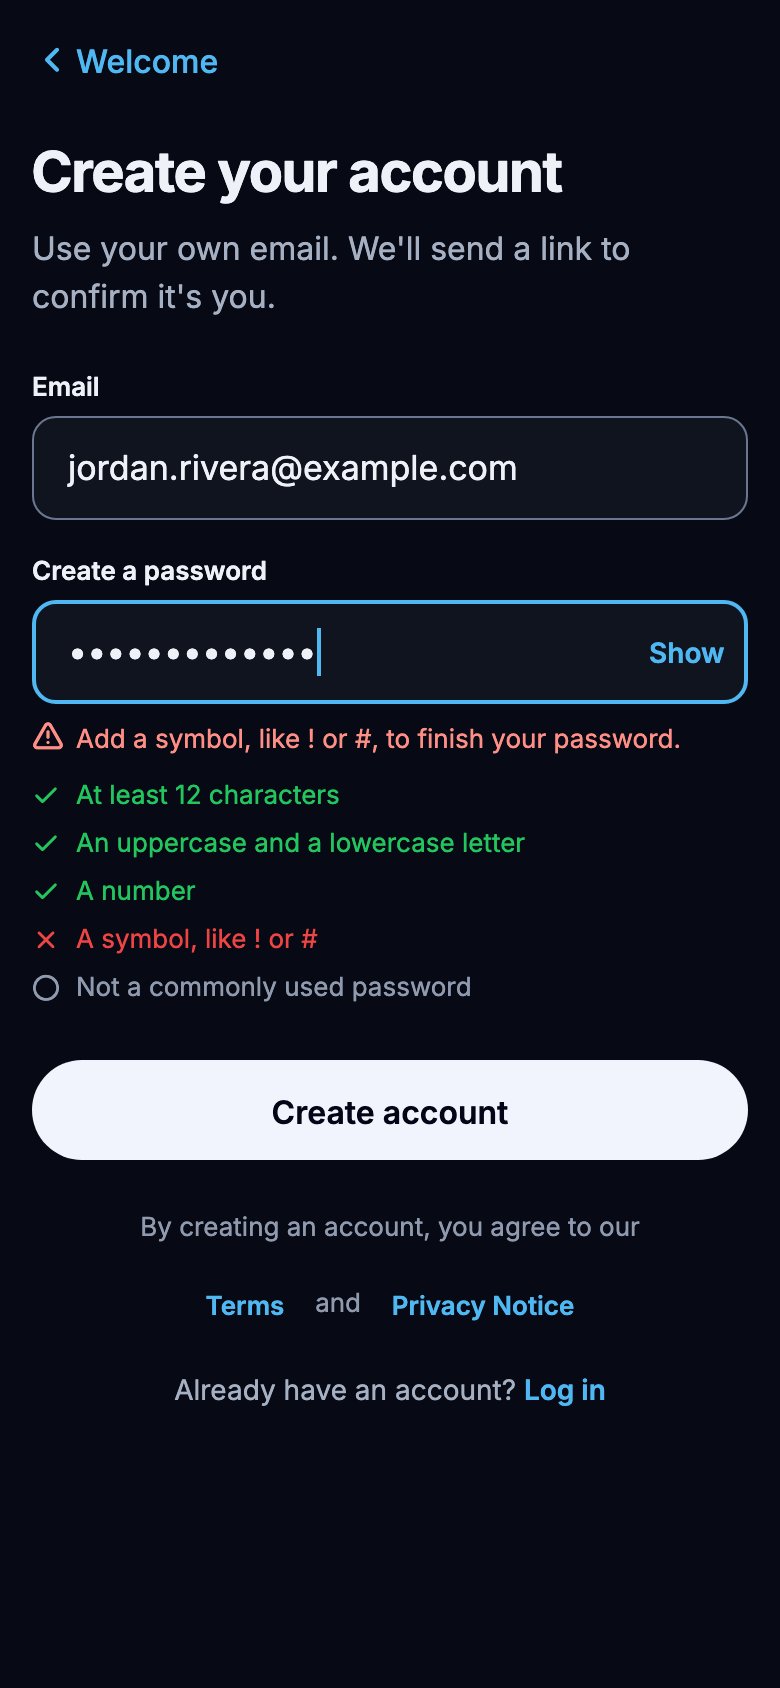 Welcome
Create your account
Use your own email. We'll send a link to
confirm it's you.
Email
jordan.rivera@example.com
Create a password
•••••••••••••
Show
Add a symbol, like ! or #, to finish your password.
At least 12 characters
An uppercase and a lowercase letter
A number
A symbol, like ! or #
Not a commonly used password
Create account
By creating an account, you agree to our
Terms and Privacy Notice
Already have an account? Log in